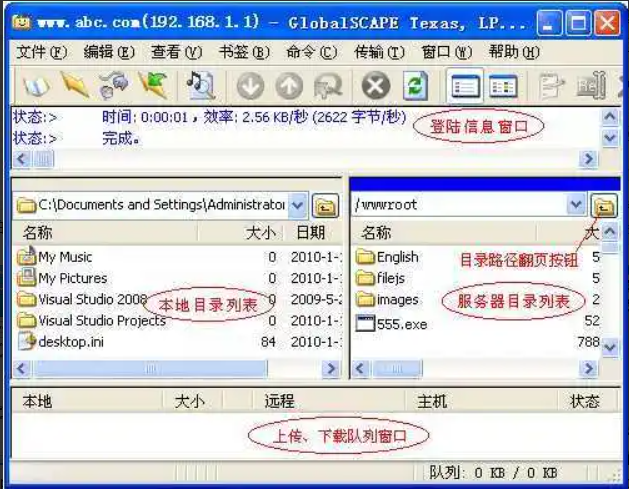 www.abc.com(192.168.1.1) - GlobalSCAPE Texas, LP...
文件(F) 编辑(E) 查看(V) 书签(B) 命令(C) 传输(T) 窗口(W) 帮助(H)
状态:> 时间: 0:00:01，效率: 2.56 KB/秒 (2622 字节/秒)
状态:> 完成。
登陆信息窗口
C:\Documents and Settings\Administrator
/wwwroot
名称 大小 日期
名称 大
My Music 0 2010-1-
My Pictures 0 2010-1-
Visual Studio 2008 0 2009-5-2
Visual Studio Projects 0 2010-1-
desktop.ini 84 2010-1-
本地目录列表
English 5
filejs 5
images 2
555.exe 52
788
目录路径翻页按钮
服务器目录列表
本地 大小 远程 主机 状态
上传、下载队列窗口
队列: 0 KB / 0 KB